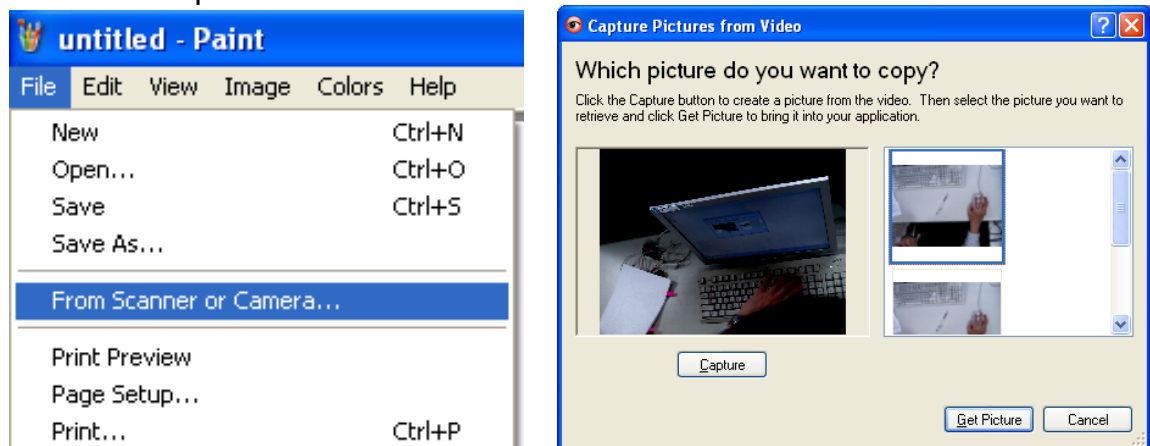 untitled - Paint
File Edit View Image Colors Help
New Ctrl+N
Open... Ctrl+O
Save Ctrl+S
Save As...
From Scanner or Camera...
Print Preview
Page Setup...
Print... Ctrl+P
Capture Pictures from Video
Which picture do you want to copy?
Click the Capture button to create a picture from the video. Then select the picture you want to
retrieve and click Get Picture to bring it into your application.
Capture
Get Picture Cancel